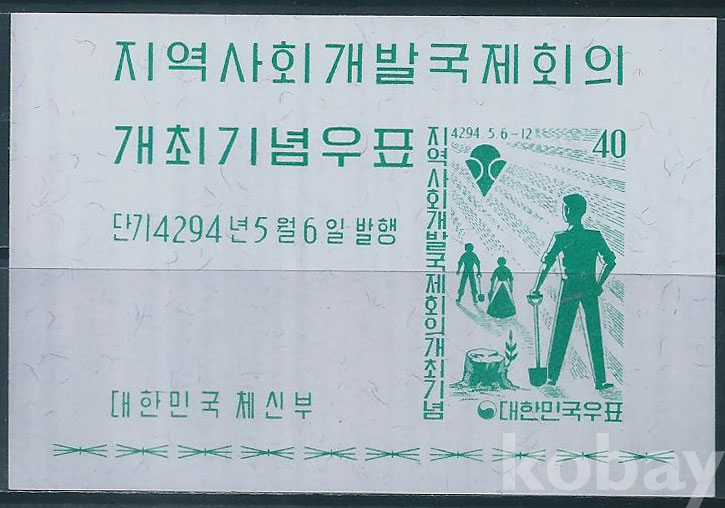 지역사회개발국제회의
개최기념우표
단기4294년5월6일발행
대한민국체신부
4294.5.6-12
40
지역사회개발국제회의개최기념
대한민국우표
kobay